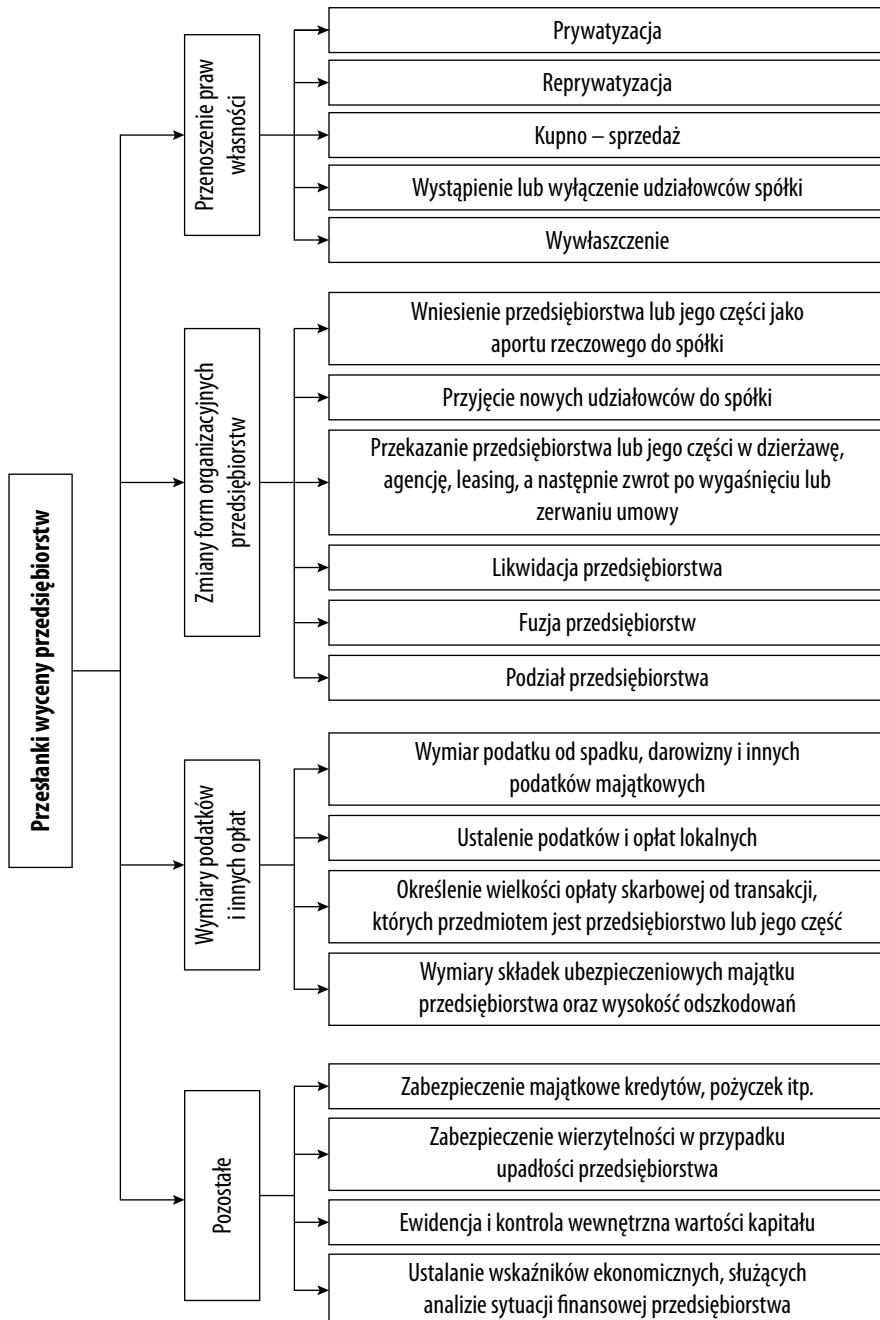 Przesłanki wyceny przedsiębiorstw
Przenoszenie praw
własności
Prywatyzacja
Reprywatyzacja
Kupno – sprzedaż
Wystąpienie lub wyłączenie udziałowców spółki
Wywłaszczenie
Zmiany form organizacyjnych
przedsiębiorstw
Wniesienie przedsiębiorstwa lub jego części jako
aportu rzeczowego do spółki
Przyjęcie nowych udziałowców do spółki
Przekazanie przedsiębiorstwa lub jego części w dzierżawę,
agencję, leasing, a następnie zwrot po wygaśnięciu lub
zerwaniu umowy
Likwidacja przedsiębiorstwa
Fuzja przedsiębiorstw
Podział przedsiębiorstwa
Wymiary podatków
i innych opłat
Wymiar podatku od spadku, darowizny i innych
podatków majątkowych
Ustalenie podatków i opłat lokalnych
Określenie wielkości opłaty skarbowej od transakcji,
których przedmiotem jest przedsiębiorstwo lub jego część
Wymiary składek ubezpieczeniowych majątku
przedsiębiorstwa oraz wysokość odszkodowań
Pozostałe
Zabezpieczenie majątkowe kredytów, pożyczek itp.
Zabezpieczenie wierzytelności w przypadku
upadłości przedsiębiorstwa
Ewidencja i kontrola wewnętrzna wartości kapitału
Ustalanie wskaźników ekonomicznych, służących
analizie sytuacji finansowej przedsiębiorstwa